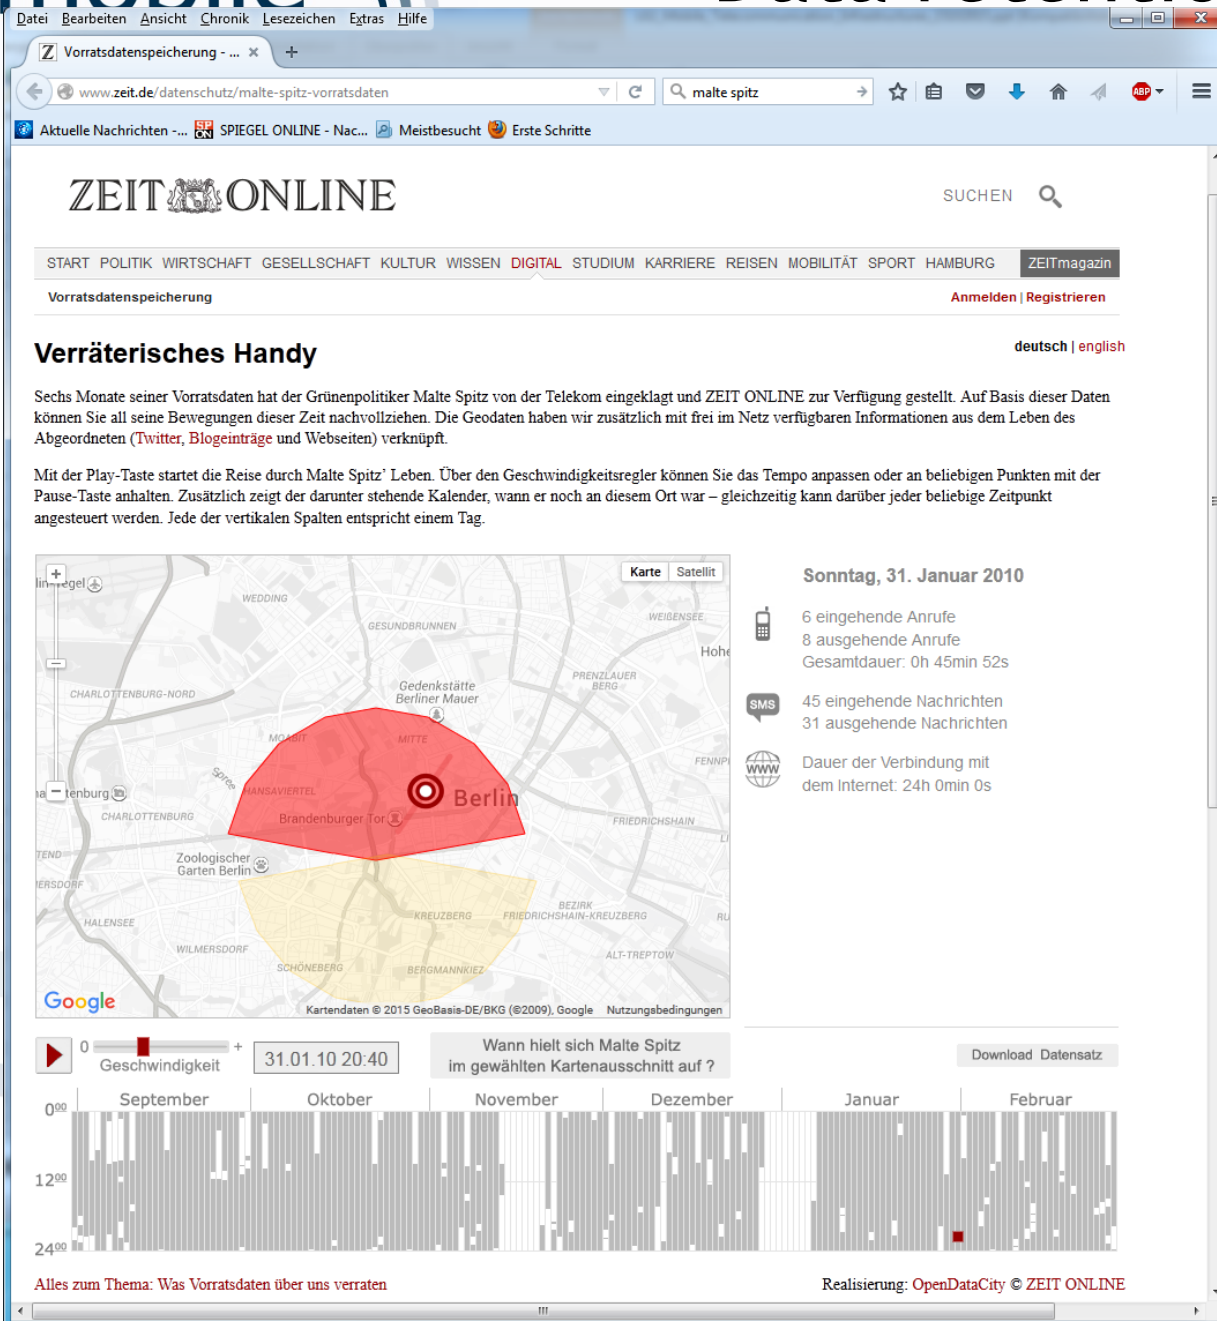 Datei Bearbeiten Ansicht Chronik Lesezeichen Extras Hilfe
Vorratsdatenspeicherung - ... × +
www.zeit.de/datenschutz/malte-spitz-vorratsdaten
malte spitz
ABP
Aktuelle Nachrichten -... SPIEGEL ONLINE - Nac... Meistbesucht Erste Schritte
ZEIT ONLINE
SUCHEN
START POLITIK WIRTSCHAFT GESELLSCHAFT KULTUR WISSEN DIGITAL STUDIUM KARRIERE REISEN MOBILITÄT SPORT HAMBURG ZEITmagazin
Vorratsdatenspeicherung
Anmelden | Registrieren
Verräterisches Handy
deutsch | english
Sechs Monate seiner Vorratsdaten hat der Grünenpolitiker Malte Spitz von der Telekom eingeklagt und ZEIT ONLINE zur Verfügung gestellt. Auf Basis dieser Daten
können Sie all seine Bewegungen dieser Zeit nachvollziehen. Die Geodaten haben wir zusätzlich mit frei im Netz verfügbaren Informationen aus dem Leben des
Abgeordneten (Twitter, Blogeinträge und Webseiten) verknüpft.
Mit der Play-Taste startet die Reise durch Malte Spitz’ Leben. Über den Geschwindigkeitsregler können Sie das Tempo anpassen oder an beliebigen Punkten mit der
Pause-Taste anhalten. Zusätzlich zeigt der darunter stehende Kalender, wann er noch an diesem Ort war – gleichzeitig kann darüber jeder beliebige Zeitpunkt
angesteuert werden. Jede der vertikalen Spalten entspricht einem Tag.
Karte Satellit
WEDDING
GESUNDBRUNNEN
WEIßENSEE
PRENZLAUER
BERG
CHARLOTTENBURG-NORD
Gedenkstätte
Berliner Mauer
MOABIT
MITTE
Spree
HANSAVIERTEL
Berlin
CHARLOTTENBURG
Brandenburger Tor
FRIEDRICHSHAIN
Zoologischer
Garten Berlin
HALENSEE
KREUZBERG
BEZIRK
FRIEDRICHSHAIN-KREUZBERG
WILMERSDORF
ALT-TREPTOW
SCHÖNEBERG
BERGMANNKIEZ
Google
Kartendaten © 2015 GeoBasis-DE/BKG (©2009), Google Nutzungsbedingungen
Sonntag, 31. Januar 2010
6 eingehende Anrufe
8 ausgehende Anrufe
Gesamtdauer: 0h 45min 52s
SMS
45 eingehende Nachrichten
31 ausgehende Nachrichten
www
Dauer der Verbindung mit
dem Internet: 24h 0min 0s
0 +
Geschwindigkeit
31.01.10 20:40
Wann hielt sich Malte Spitz
im gewählten Kartenausschnitt auf ?
Download Datensatz
September Oktober November Dezember Januar Februar
0⁰⁰
12⁰⁰
24⁰⁰
Alles zum Thema: Was Vorratsdaten über uns verraten
Realisierung: OpenDataCity © ZEIT ONLINE